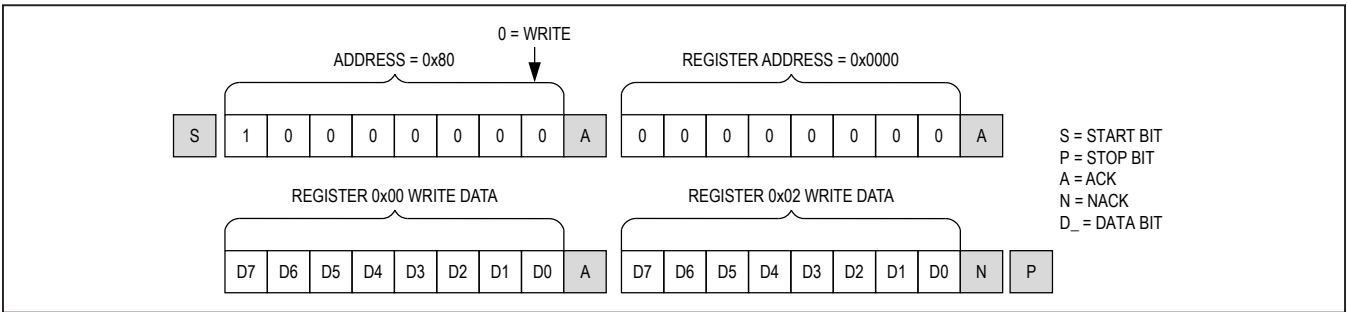 0 = WRITE
ADDRESS = 0x80
REGISTER ADDRESS = 0x0000
S 1 0 0 0 0 0 0 0 A 0 0 0 0 0 0 0 0 A
S = START BIT
P = STOP BIT
A = ACK
N = NACK
D_ = DATA BIT
REGISTER 0x00 WRITE DATA
REGISTER 0x02 WRITE DATA
D7 D6 D5 D4 D3 D2 D1 D0 A D7 D6 D5 D4 D3 D2 D1 D0 N P